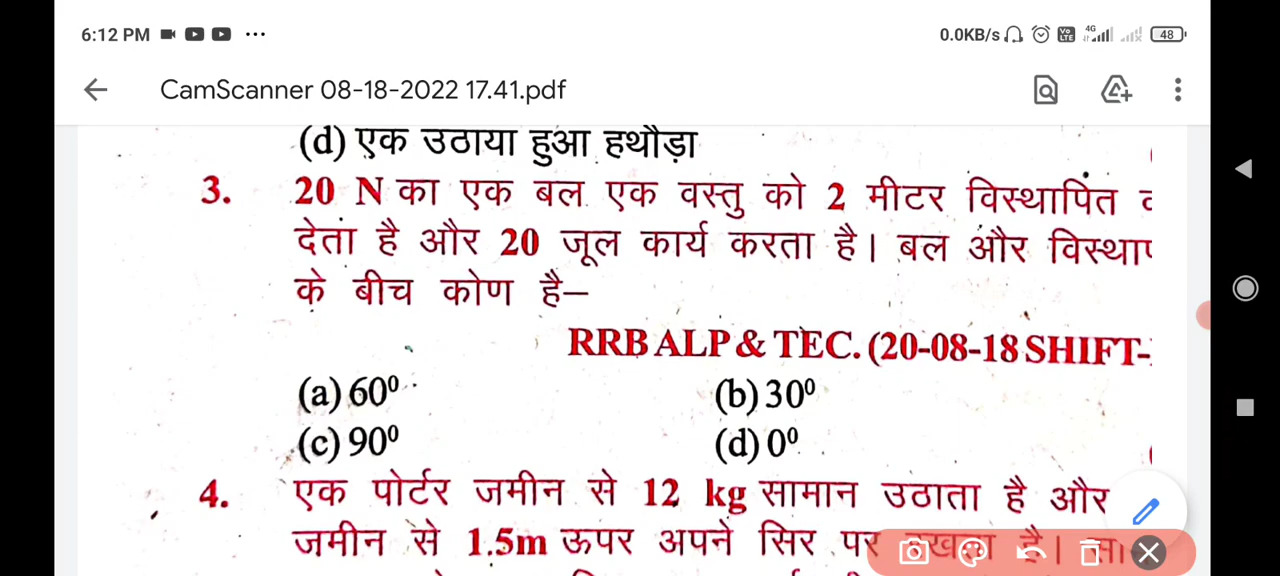 6:12 PM ...
0.0KB/s 4G 48
CamScanner 08-18-2022 17.41.pdf
(d) एक उठाया हुआ हथौड़ा
3. 20 N का एक बल एक वस्तु को 2 मीटर विस्थापित
देता है और 20 जूल कार्य करता है। बल और
के बीच कोण है–
RRB ALP & TEC. (20-08-18 SHIFT-
(a) 60⁰ (b) 30⁰
(c) 90⁰ (d) 0⁰
4. एक पोर्टर जमीन से 12 kg सामान उठाता है और
जमीन से 1.5m ऊपर अपने सिर पर है।